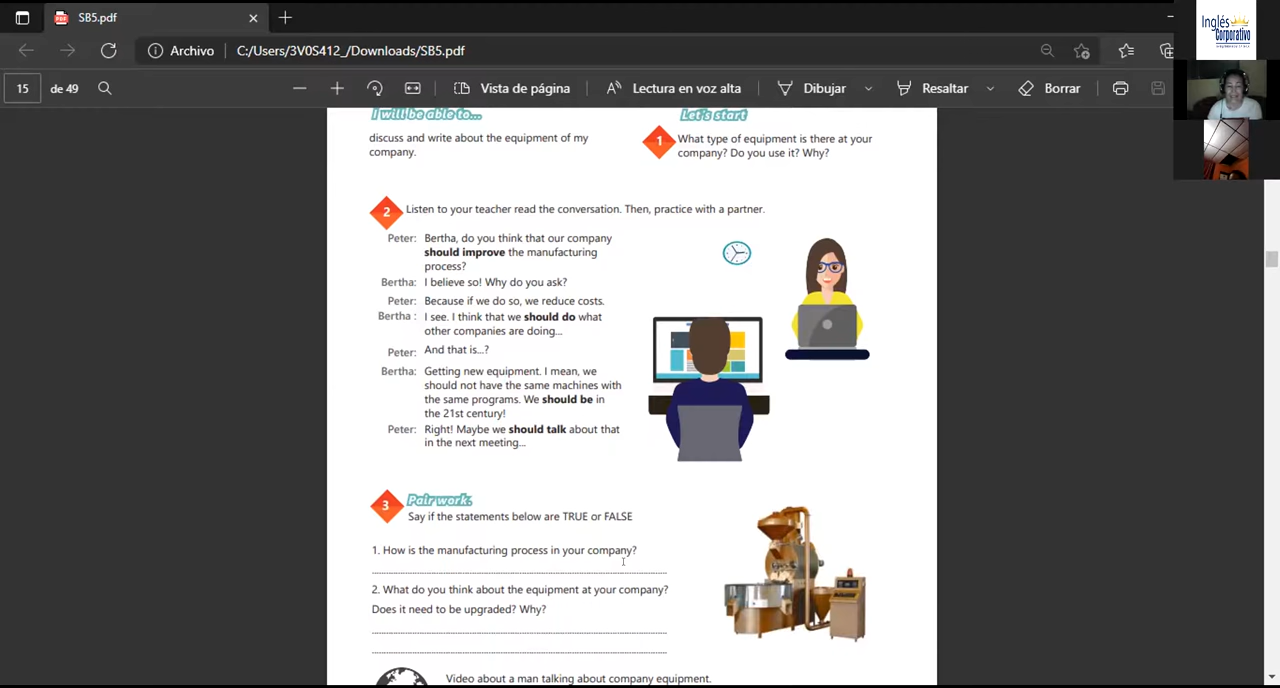 SB5.pdf
Archivo
C:/Users/3V0S412_/Downloads/SB5.pdf
15
de 49
Vista de página
Lectura en voz alta
Dibujar
Resaltar
Borrar
Inglés
Corporativo
I will be able to...
discuss and write about the equipment of my
company.
Let's start
1
What type of equipment is there at your
company? Do you use it? Why?
2
Listen to your teacher read the conversation. Then, practice with a partner.
Peter: Bertha, do you think that our company
should improve the manufacturing
process?
Bertha: I believe so! Why do you ask?
Peter: Because if we do so, we reduce costs.
Bertha : I see. I think that we should do what
other companies are doing...
Peter: And that is...?
Bertha: Getting new equipment. I mean, we
should not have the same machines with
the same programs. We should be in
the 21st century!
Peter: Right! Maybe we should talk about that
in the next meeting...
3
Pair work.
Say if the statements below are TRUE or FALSE
1. How is the manufacturing process in your company?
2. What do you think about the equipment at your company?
Does it need to be upgraded? Why?
Video about a man talking about company equipment.